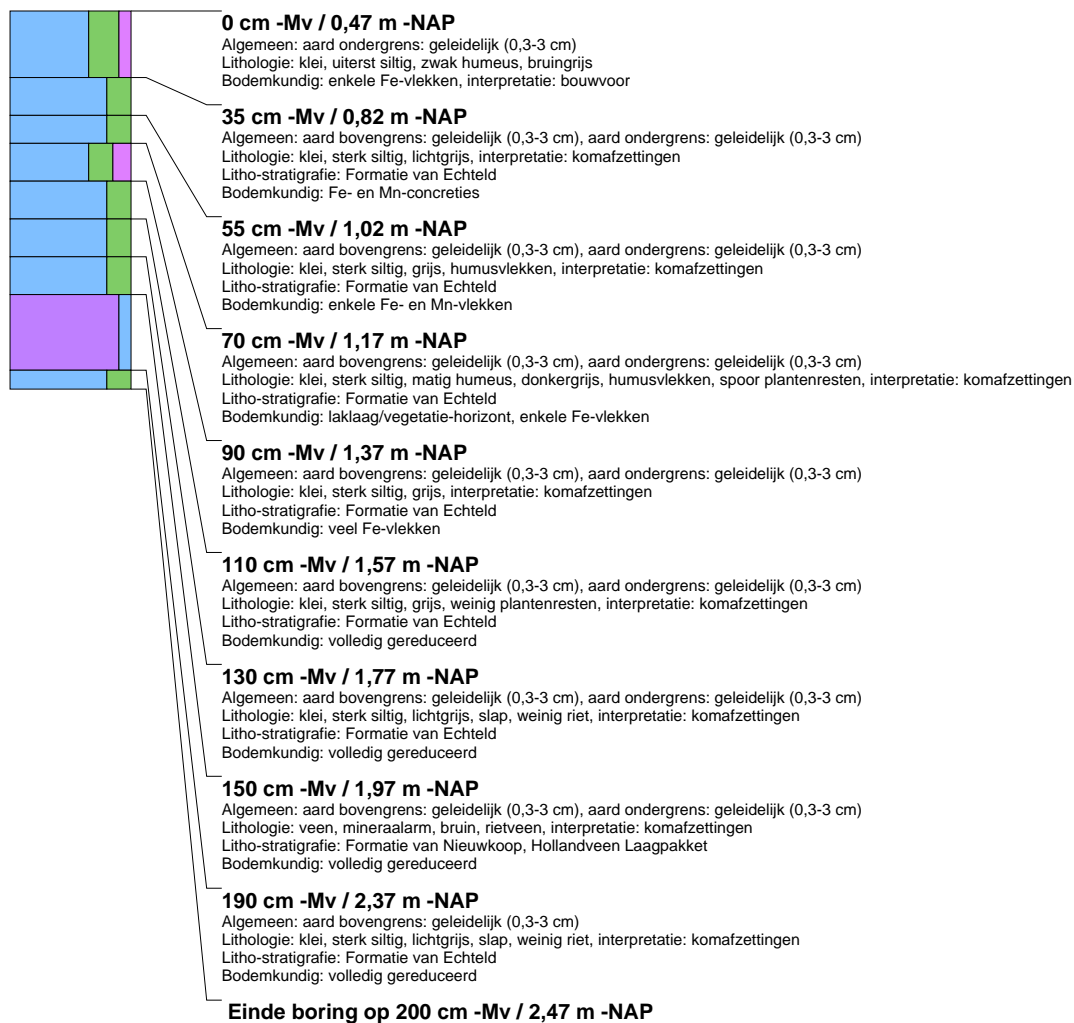 0 cm -Mv / 0,47 m -NAP
Algemeen: aard ondergrens: geleidelijk (0,3-3 cm)
Lithologie: klei, uiterst siltig, zwak humeus, bruingrijs
Bodemkundig: enkele Fe-vlekken, interpretatie: bouwvoor
35 cm -Mv / 0,82 m -NAP
Algemeen: aard bovengrens: geleidelijk (0,3-3 cm), aard ondergrens: geleidelijk (0,3-3 cm)
Lithologie: klei, sterk siltig, lichtgrijs, interpretatie: komafzettingen
Litho-stratigrafie: Formatie van Echteld
Bodemkundig: Fe- en Mn-concreties
55 cm -Mv / 1,02 m -NAP
Algemeen: aard bovengrens: geleidelijk (0,3-3 cm), aard ondergrens: geleidelijk (0,3-3 cm)
Lithologie: klei, sterk siltig, grijs, humusvlekken, interpretatie: komafzettingen
Litho-stratigrafie: Formatie van Echteld
Bodemkundig: enkele Fe- en Mn-vlekken
70 cm -Mv / 1,17 m -NAP
Algemeen: aard bovengrens: geleidelijk (0,3-3 cm), aard ondergrens: geleidelijk (0,3-3 cm)
Lithologie: klei, sterk siltig, matig humeus, donkergrijs, humusvlekken, spoor plantenresten, interpretatie: komafzettingen
Litho-stratigrafie: Formatie van Echteld
Bodemkundig: laklaag/vegetatie-horizont, enkele Fe-vlekken
90 cm -Mv / 1,37 m -NAP
Algemeen: aard bovengrens: geleidelijk (0,3-3 cm), aard ondergrens: geleidelijk (0,3-3 cm)
Lithologie: klei, sterk siltig, grijs, interpretatie: komafzettingen
Litho-stratigrafie: Formatie van Echteld
Bodemkundig: veel Fe-vlekken
110 cm -Mv / 1,57 m -NAP
Algemeen: aard bovengrens: geleidelijk (0,3-3 cm), aard ondergrens: geleidelijk (0,3-3 cm)
Lithologie: klei, sterk siltig, grijs, weinig plantenresten, interpretatie: komafzettingen
Litho-stratigrafie: Formatie van Echteld
Bodemkundig: volledig gereduceerd
130 cm -Mv / 1,77 m -NAP
Algemeen: aard bovengrens: geleidelijk (0,3-3 cm), aard ondergrens: geleidelijk (0,3-3 cm)
Lithologie: klei, sterk siltig, lichtgrijs, slap, weinig riet, interpretatie: komafzettingen
Litho-stratigrafie: Formatie van Echteld
Bodemkundig: volledig gereduceerd
150 cm -Mv / 1,97 m -NAP
Algemeen: aard bovengrens: geleidelijk (0,3-3 cm), aard ondergrens: geleidelijk (0,3-3 cm)
Lithologie: veen, mineraalarm, bruin, rietveen, interpretatie: komafzettingen
Litho-stratigrafie: Formatie van Nieuwkoop, Hollandveen Laagpakket
Bodemkundig: volledig gereduceerd
190 cm -Mv / 2,37 m -NAP
Algemeen: aard bovengrens: geleidelijk (0,3-3 cm)
Lithologie: klei, sterk siltig, lichtgrijs, slap, weinig riet, interpretatie: komafzettingen
Litho-stratigrafie: Formatie van Echteld
Bodemkundig: volledig gereduceerd
Einde boring op 200 cm -Mv / 2,47 m -NAP